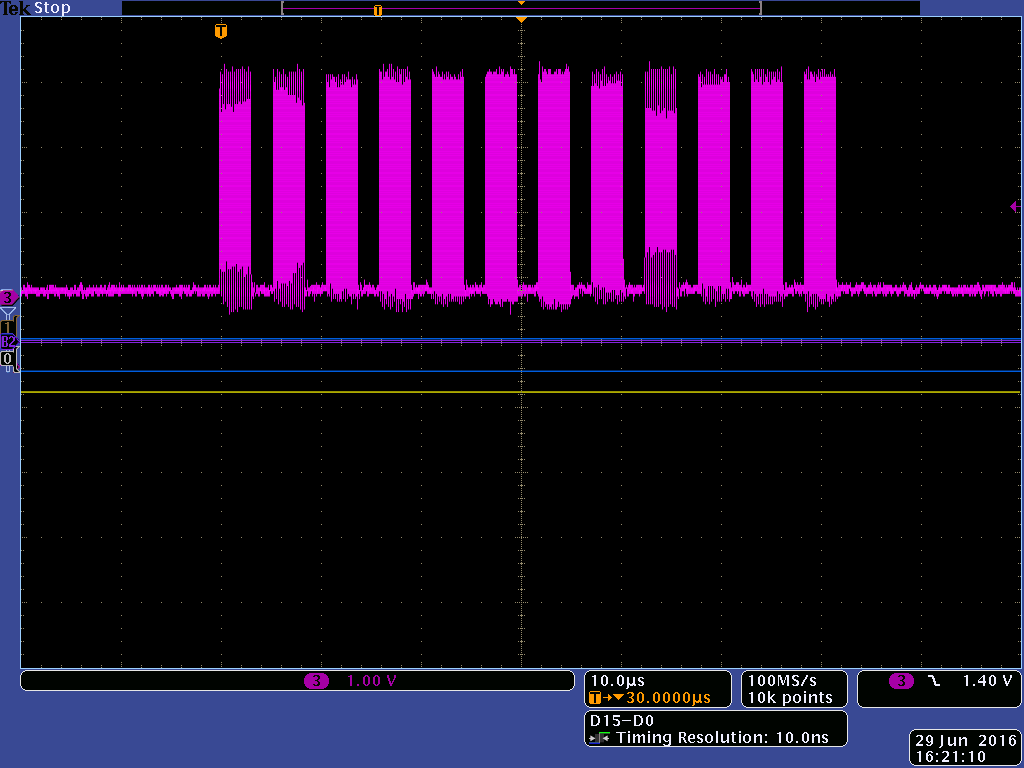 Tek Stop
T
T
3
1
B2
0
3 1.00 V
10.0µs
T→▼30.0000µs
100MS/s
10k points
3 1.40 V
D15-D0
Timing Resolution: 10.0ns
29 Jun 2016
16:21:10